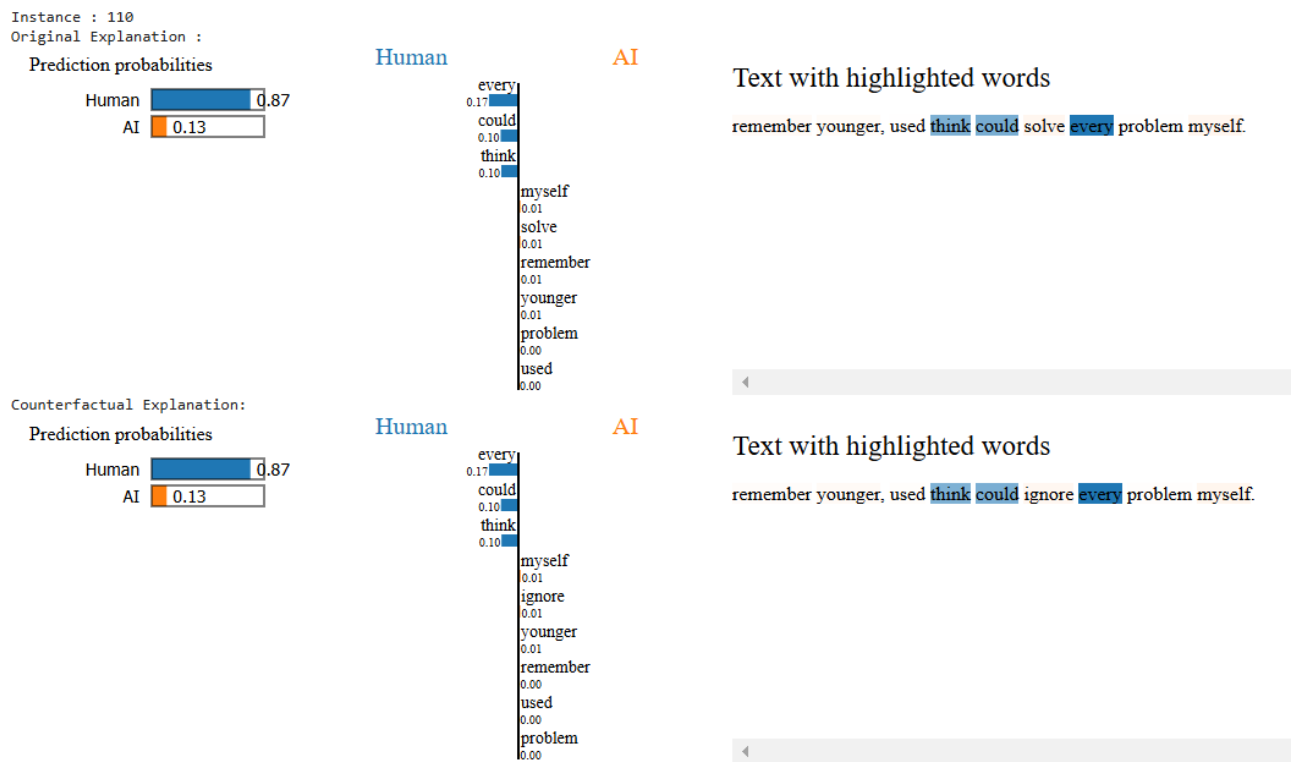 Instance : 110
Original Explanation :
Prediction probabilities
Human 0.87
AI 0.13
Human AI
every
0.17
could
0.10
think
0.10
myself
0.01
solve
0.01
remember
0.01
younger
0.01
problem
0.00
used
0.00
Text with highlighted words
remember younger, used think could solve every problem myself.
Counterfactual Explanation:
Prediction probabilities
Human 0.87
AI 0.13
Human AI
every
0.17
could
0.10
think
0.10
myself
0.01
ignore
0.01
younger
0.01
remember
0.00
used
0.00
problem
0.00
Text with highlighted words
remember younger, used think could ignore every problem myself.